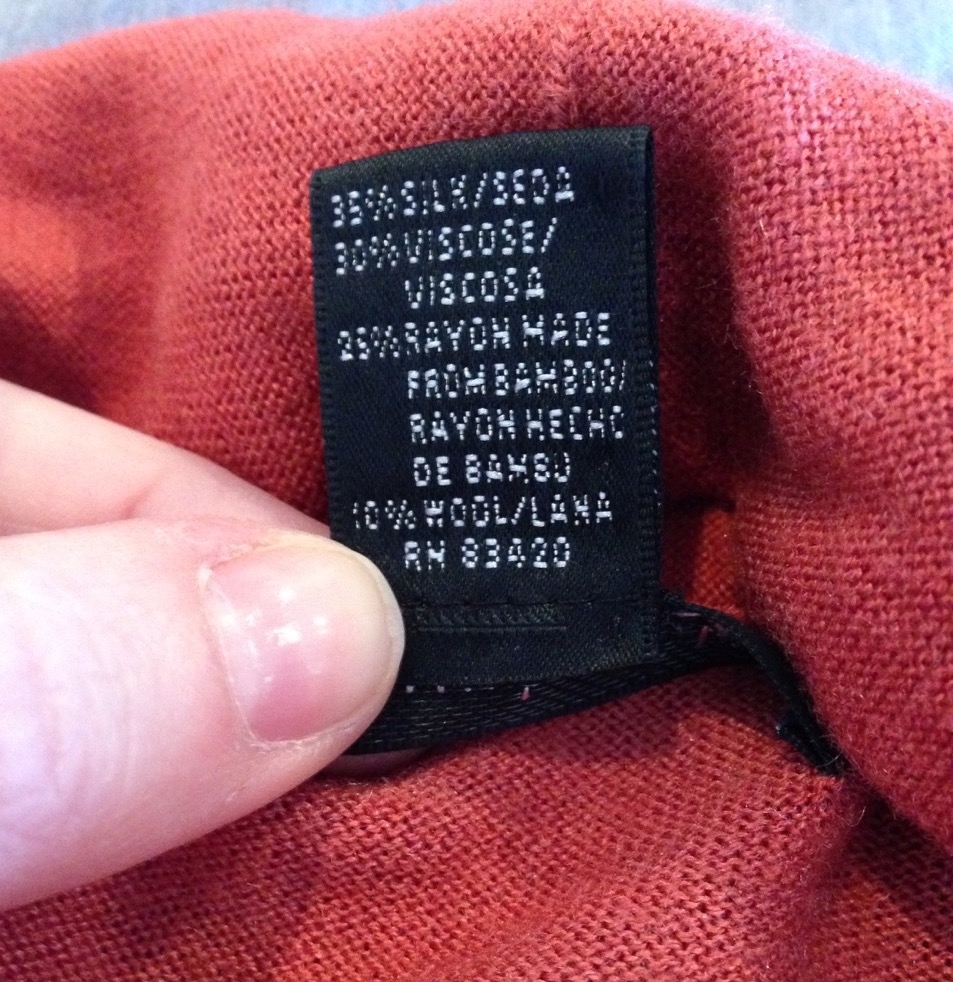 35% SILK/SEDA
30% VISCOSE/
VISCOSA
25% RAYON MADE
FROM BAMBOO/
RAYON HECHO
DE BAMBU
10% WOOL/LANA
RN 83420